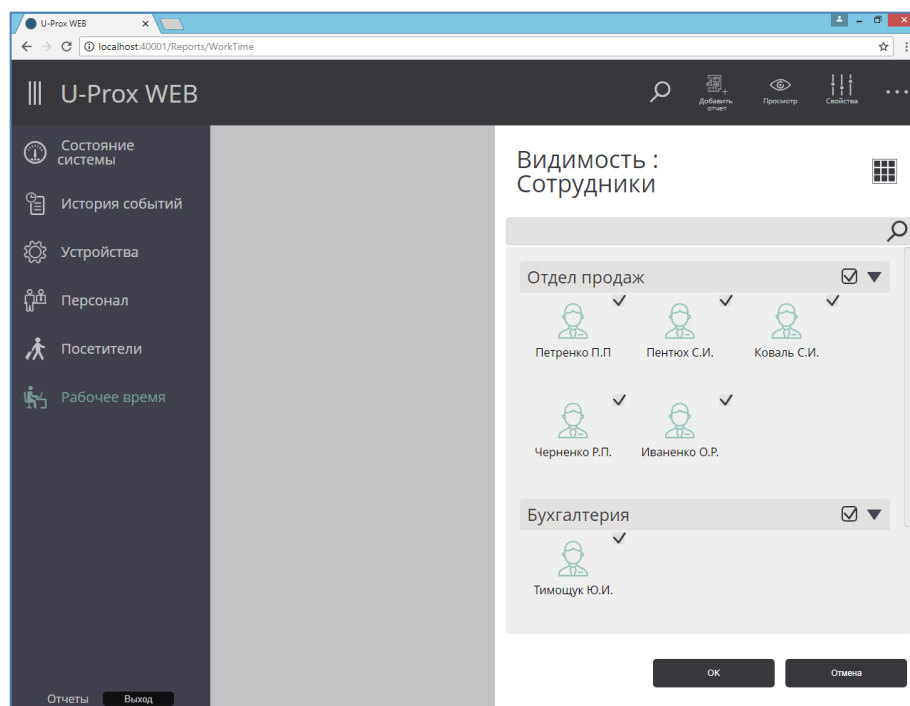 U-Prox WEB
localhost:40001/Reports/WorkTime
U-Prox WEB
Добавить
отчет
Просмотр
Свойства
Состояние
системы
История событий
Устройства
Персонал
Посетители
Рабочее время
Видимость :
Сотрудники
Отдел продаж
Петренко П.П
Пентюх С.И.
Коваль С.И.
Черненко Р.П.
Иваненко О.Р.
Бухгалтерия
Тимощук Ю.И.
ОК
Отмена
Отчеты
Выход